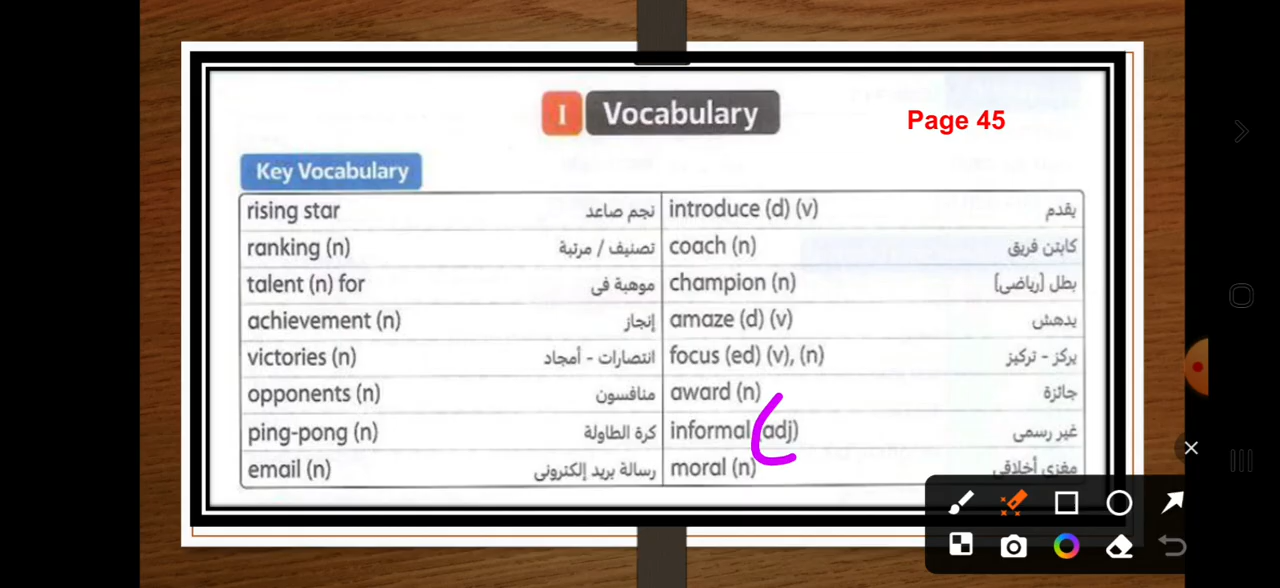 I Vocabulary
Page 45
Key Vocabulary
rising star نجم صاعد introduce (d) (v) يقدم
ranking (n) تصنيف / مرتبة coach (n) كابتن فريق
talent (n) for موهبة فى champion (n) بطل [رياضى]
achievement (n) إنجاز amaze (d) (v) يدهش
victories (n) انتصارات - أمجاد focus (ed) (v), (n) يركز - تركيز
opponents (n) منافسون award (n) جائزة
ping-pong (n) كرة الطاولة informal (adj) غير رسمى
email (n) رسالة بريد إلكترونى moral (n) مغزى أخلاقى